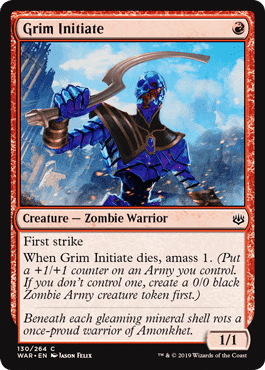 Grim Initiate
Creature — Zombie Warrior
First strike
When Grim Initiate dies, amass 1. (Put
a +1/+1 counter on an Army you control.
If you don't control one, create a 0/0 black
Zombie Army creature token first.)
Beneath each gleaming mineral shell rots a
once-proud warrior of Amonkhet.
1/1
130/264 C
WAR • EN Jason Felix
™ & © 2019 Wizards of the Coast